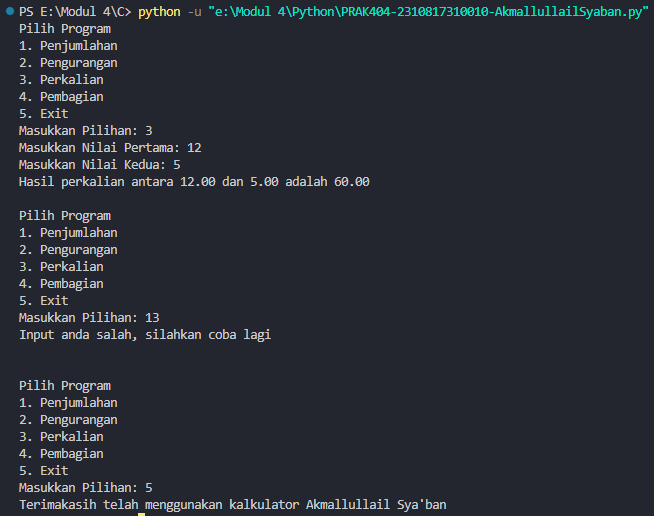 PS E:\Modul 4\C> python -u "e:\Modul 4\Python\PRAK404-2310817310010-AkmallullailSyaban.py"
Pilih Program
1. Penjumlahan
2. Pengurangan
3. Perkalian
4. Pembagian
5. Exit
Masukkan Pilihan: 3
Masukkan Nilai Pertama: 12
Masukkan Nilai Kedua: 5
Hasil perkalian antara 12.00 dan 5.00 adalah 60.00
Pilih Program
1. Penjumlahan
2. Pengurangan
3. Perkalian
4. Pembagian
5. Exit
Masukkan Pilihan: 13
Input anda salah, silahkan coba lagi
Pilih Program
1. Penjumlahan
2. Pengurangan
3. Perkalian
4. Pembagian
5. Exit
Masukkan Pilihan: 5
Terimakasih telah menggunakan kalkulator Akmallullail Sya'ban